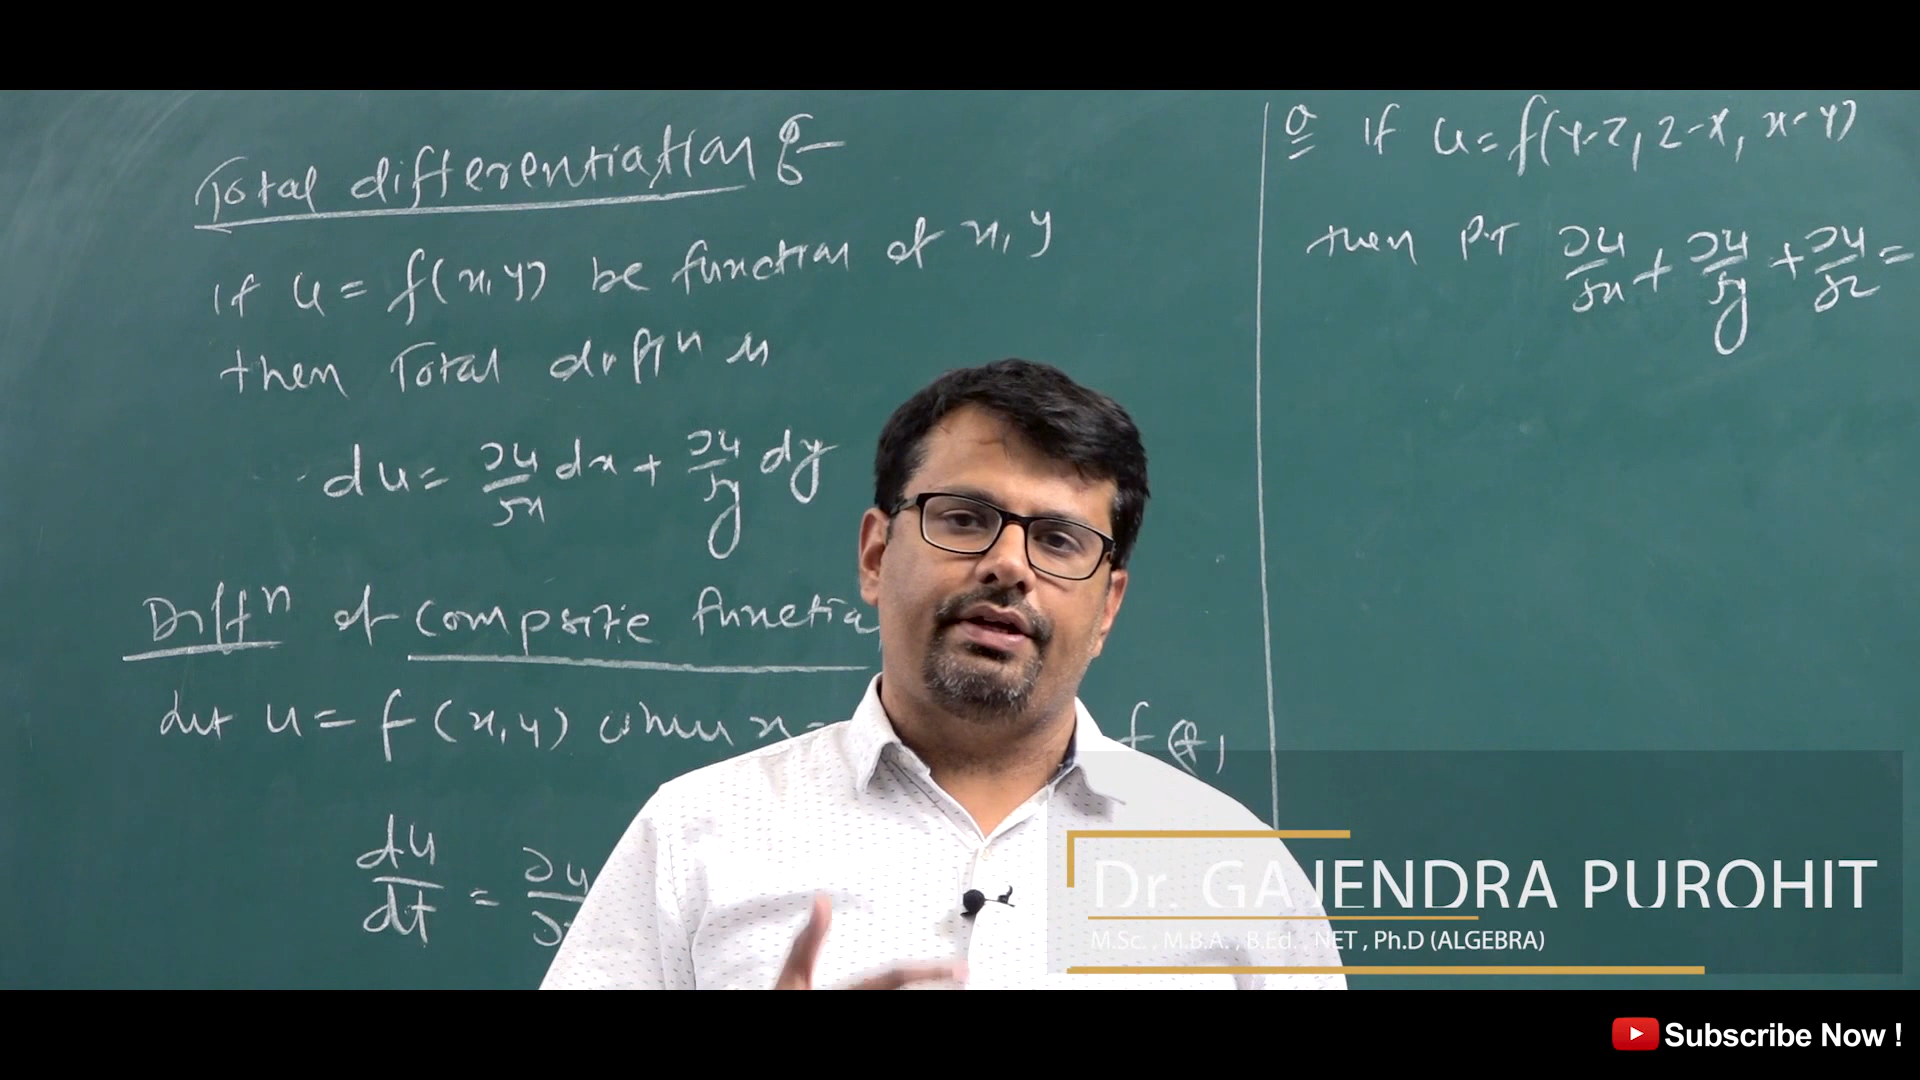 Total differentiation :-
If u = f(x,y) be function of x, y
then Total diffⁿ is
du = ∂u/∂x dx + ∂u/∂y dy
Diffⁿ of composite functio
let u = f(x,y) where x =
du/dt = ∂u
Q If u = f(y-z, z-x, x-y)
then P.T ∂u/∂x + ∂u/∂y + ∂u/∂z =
Dr. GAJENDRA PUROHIT
M.Sc. , M.B.A. , B.Ed. , NET , Ph.D (ALGEBRA)
Subscribe Now !